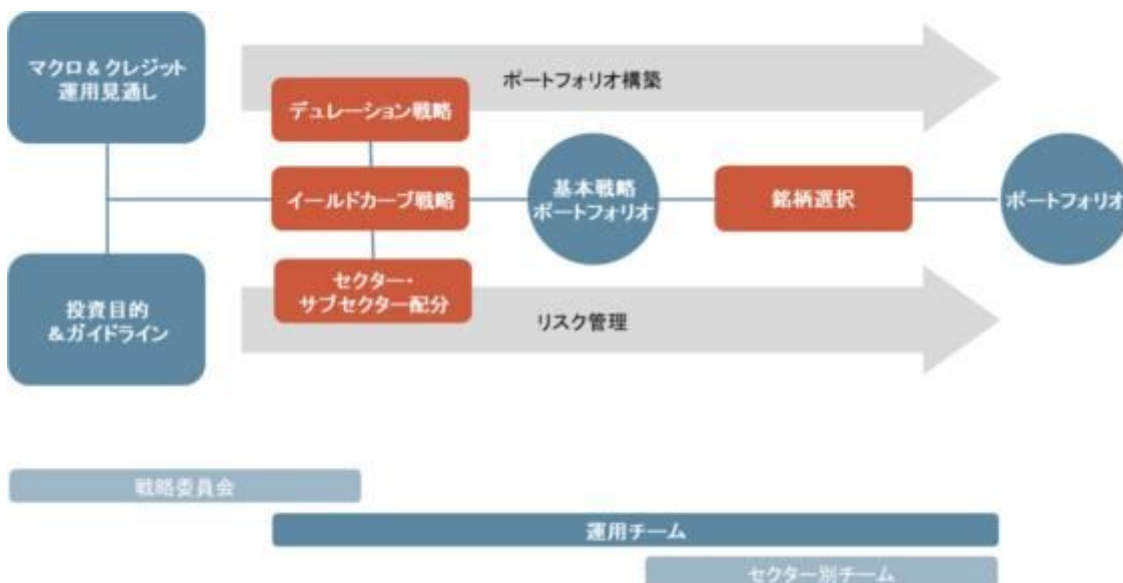 マクロ＆クレジット
運用見通し
ポートフォリオ構築
デュレーション戦略
イールドカーブ戦略
基本戦略
ポートフォリオ
銘柄選択
ポートフォリオ
投資目的
＆ガイドライン
セクター・
サブセクター配分
リスク管理
戦略委員会
運用チーム
セクター別チーム